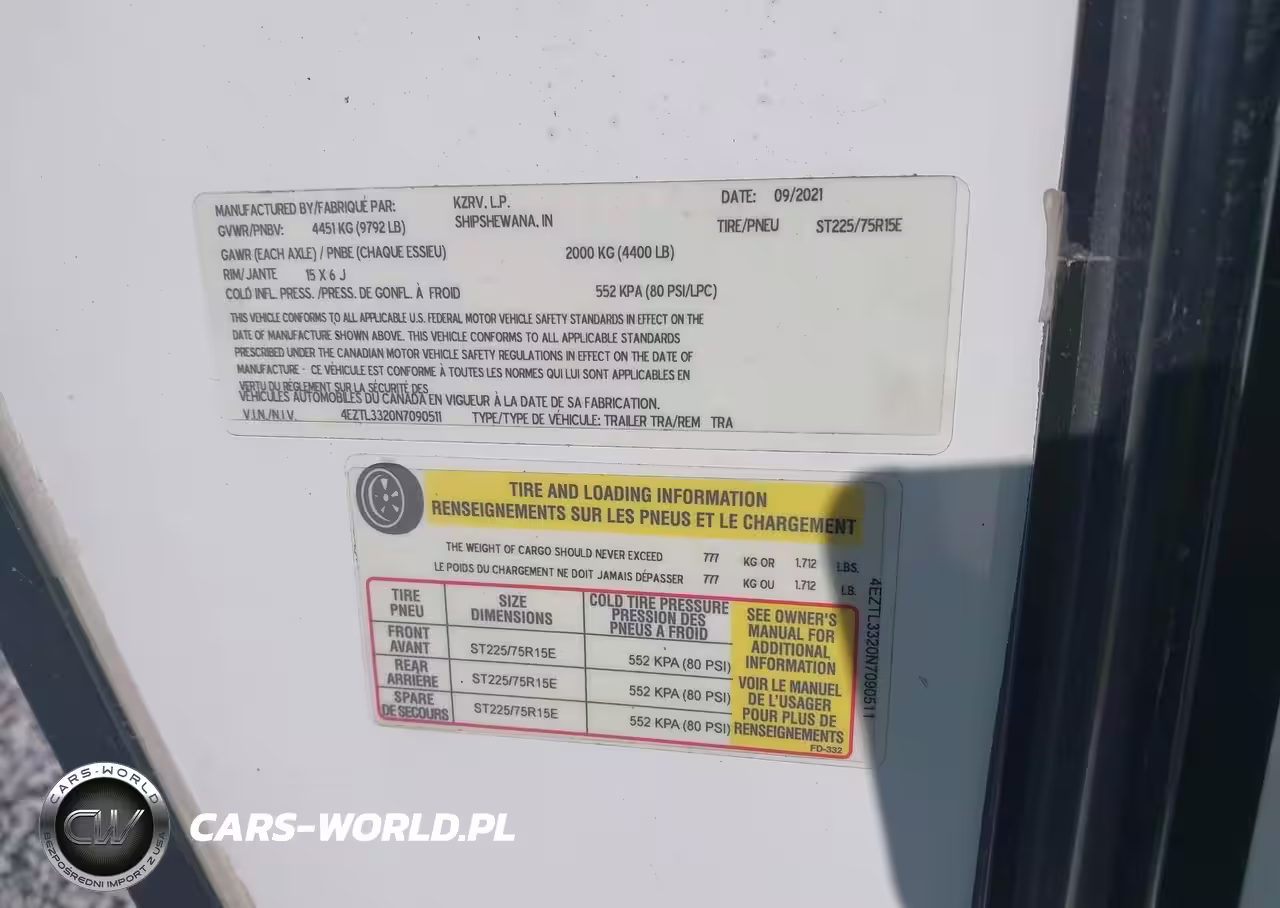 MANUFACTURED BY/FABRIQUÉ PAR: KZRV, L.P. DATE: 09/2021
GVWR/PNBV: 4451 KG (9792 LB) SHIPSHEWANA, IN TIRE/PNEU ST225/75R15E
GAWR (EACH AXLE) / PNBE (CHAQUE ESSIEU) 2000 KG (4400 LB)
RIM/JANTE 15 X 6 J
COLD INFL. PRESS. /PRESS. DE GONFL. À FROID 552 KPA (80 PSI/LPC)
THIS VEHICLE CONFORMS TO ALL APPLICABLE U.S. FEDERAL MOTOR VEHICLE SAFETY STANDARDS IN EFFECT ON THE
DATE OF MANUFACTURE SHOWN ABOVE. THIS VEHICLE CONFORMS TO ALL APPLICABLE STANDARDS
PRESCRIBED UNDER THE CANADIAN MOTOR VEHICLE SAFETY REGULATIONS IN EFFECT ON THE DATE OF
MANUFACTURE - CE VÉHICULE EST CONFORME À TOUTES LES NORMES QUI LUI SONT APPLICABLES EN
VERTU DU RÈGLEMENT SUR LA SÉCURITÉ DES
VÉHICULES AUTOMOBILES DU CANADA EN VIGUEUR À LA DATE DE SA FABRICATION.
V.I.N./N.I.V. 4EZTL3320N7090511 TYPE/TYPE DE VÉHICULE: TRAILER TRA/REM TRA
TIRE AND LOADING INFORMATION
RENSEIGNEMENTS SUR LES PNEUS ET LE CHARGEMENT
THE WEIGHT OF CARGO SHOULD NEVER EXCEED 777 KG OR 1.712 LBS.
LE POIDS DU CHARGEMENT NE DOIT JAMAIS DÉPASSER 777 KG OU 1.712 LB.
TIRE
PNEU
SIZE
DIMENSIONS
COLD TIRE PRESSURE
PRESSION DES
PNEUS A FROID
FRONT
AVANT
ST225/75R15E
552 KPA (80 PSI)
REAR
ARRIÈRE
ST225/75R15E
552 KPA (80 PSI)
SPARE
DE SECOURS
ST225/75R15E
552 KPA (80 PSI)
SEE OWNER'S
MANUAL FOR
ADDITIONAL
INFORMATION
VOIR LE MANUEL
DE L'USAGER
POUR PLUS DE
RENSEIGNEMENTS
FD-332
4EZTL3320N7090511
CARS-WORLD
CW
BEZPOŚREDNI IMPORT Z USA
CARS-WORLD.PL